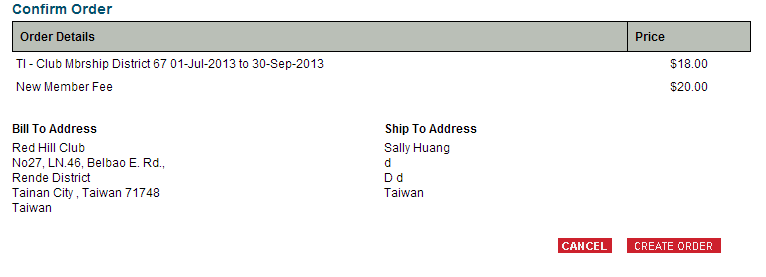 Confirm Order
Order Details Price
TI - Club Mbrship District 67 01-Jul-2013 to 30-Sep-2013 $18.00
New Member Fee $20.00
Bill To Address Ship To Address
Red Hill Club Sally Huang
No27, LN.46, Belbao E. Rd., d
Rende District D d
Tainan City , Taiwan 71748 Taiwan
Taiwan
CANCEL CREATE ORDER